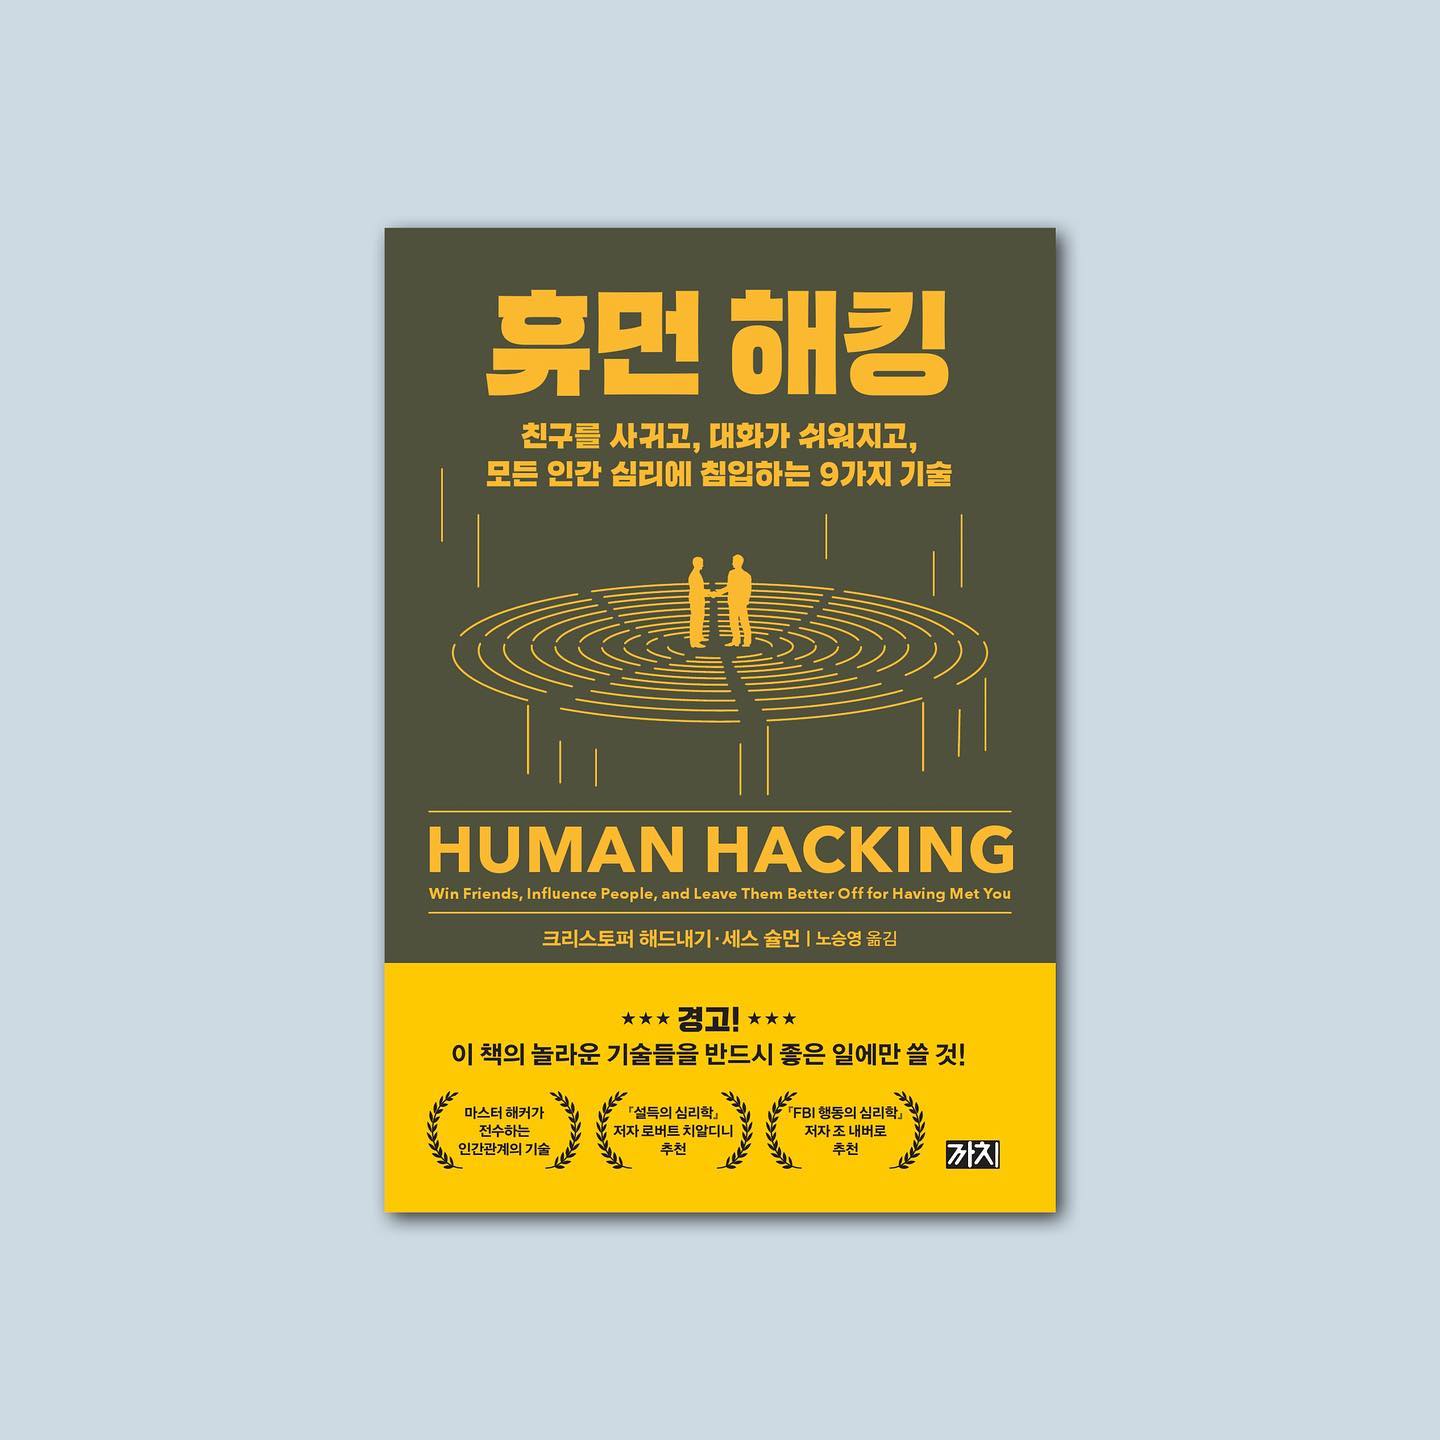 휴먼 해킹
친구를 사귀고, 대화가 쉬워지고,
모든 인간 심리에 침입하는 9가지 기술
HUMAN HACKING
Win Friends, Influence People, and Leave Them Better Off for Having Met You
크리스토퍼 해드내기·세스 슐먼 | 노승영 옮김
★★★ 경고! ★★★
이 책의 놀라운 기술들을 반드시 좋은 일에만 쓸 것!
마스터 해커가
전수하는
인간관계의 기술
『설득의 심리학』
저자 로버트 치알디니
추천
『FBI 행동의 심리학』
저자 조 내버로
추천
까치